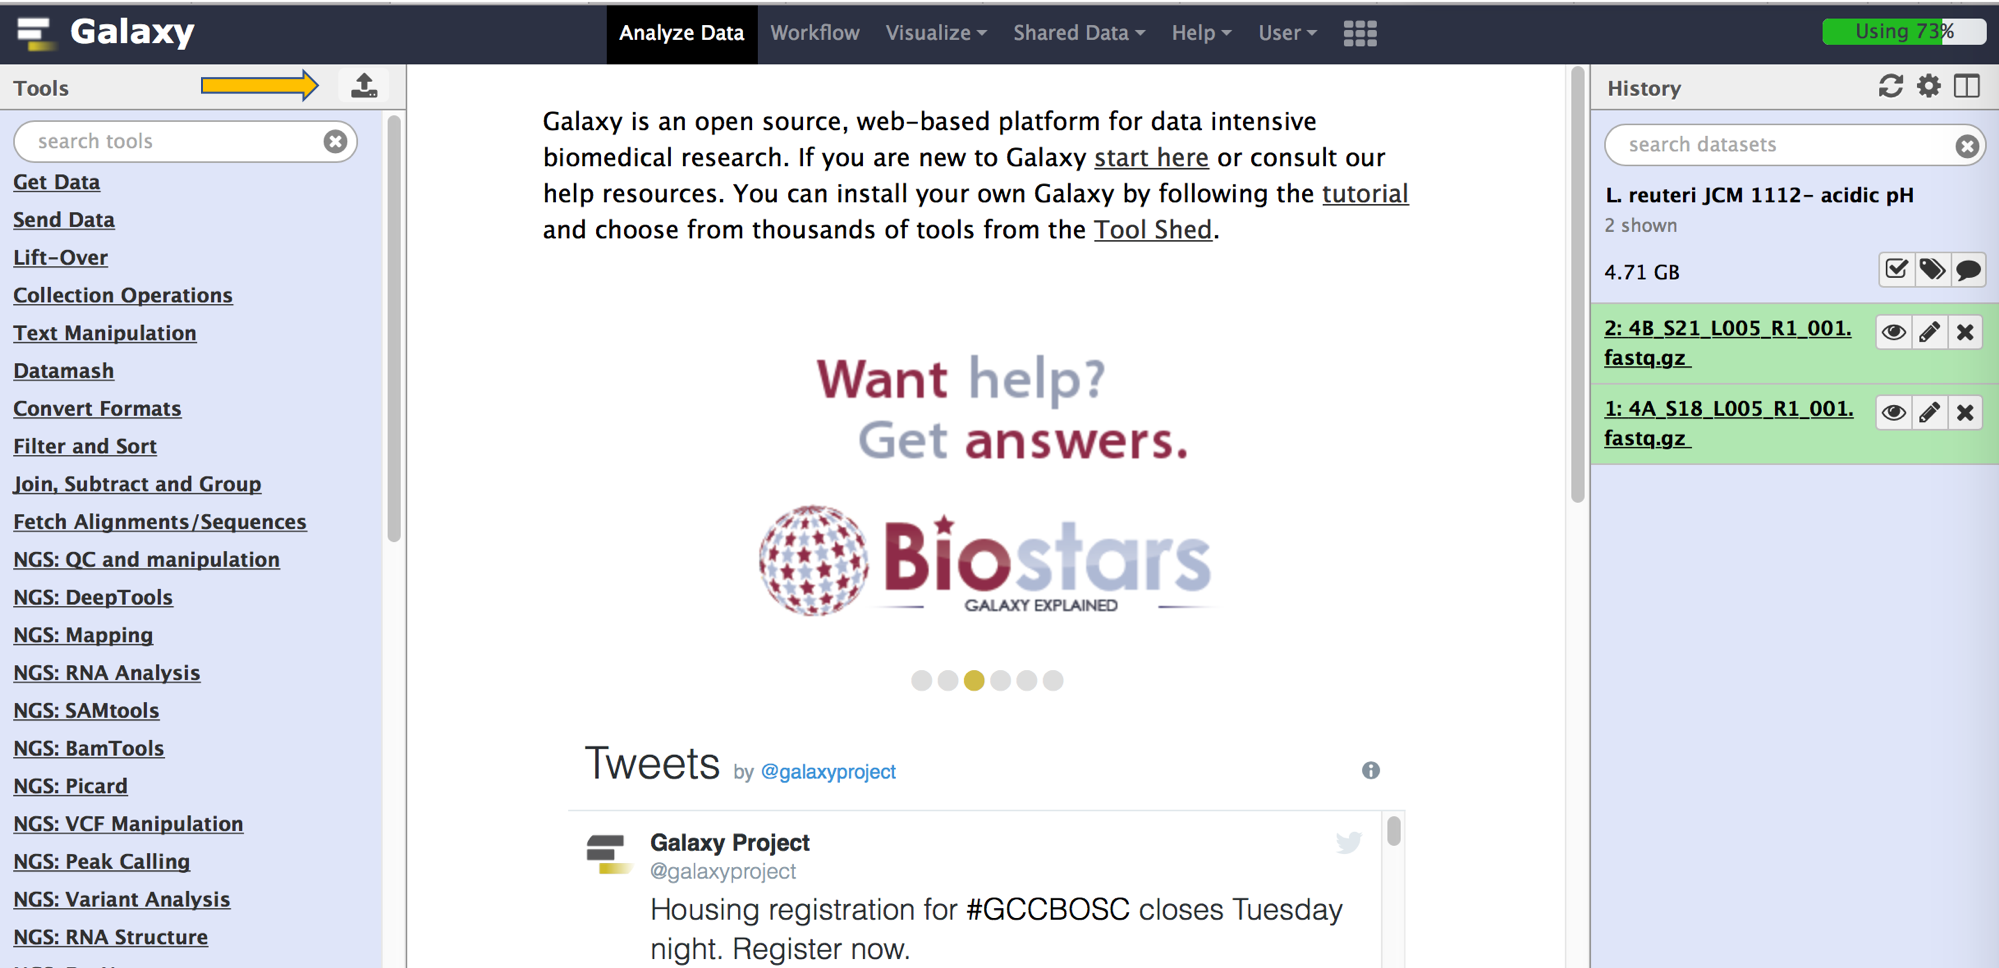 Galaxy
Analyze Data
Workflow
Visualize
Shared Data
Help
User
Using 73%
Tools
search tools
Get Data
Send Data
Lift-Over
Collection Operations
Text Manipulation
Datamash
Convert Formats
Filter and Sort
Join, Subtract and Group
Fetch Alignments/Sequences
NGS: QC and manipulation
NGS: DeepTools
NGS: Mapping
NGS: RNA Analysis
NGS: SAMtools
NGS: BamTools
NGS: Picard
NGS: VCF Manipulation
NGS: Peak Calling
NGS: Variant Analysis
NGS: RNA Structure
Galaxy is an open source, web-based platform for data intensive
biomedical research. If you are new to Galaxy start here or consult our
help resources. You can install your own Galaxy by following the tutorial
and choose from thousands of tools from the Tool Shed.
Want help?
Get answers.
Biostars
GALAXY EXPLAINED
Tweets by @galaxyproject
Galaxy Project
@galaxyproject
Housing registration for #GCCBOSC closes Tuesday
night. Register now.
History
search datasets
L. reuteri JCM 1112- acidic pH
2 shown
4.71 GB
2: 4B_S21_L005_R1_001.
fastq.gz
1: 4A_S18_L005_R1_001.
fastq.gz